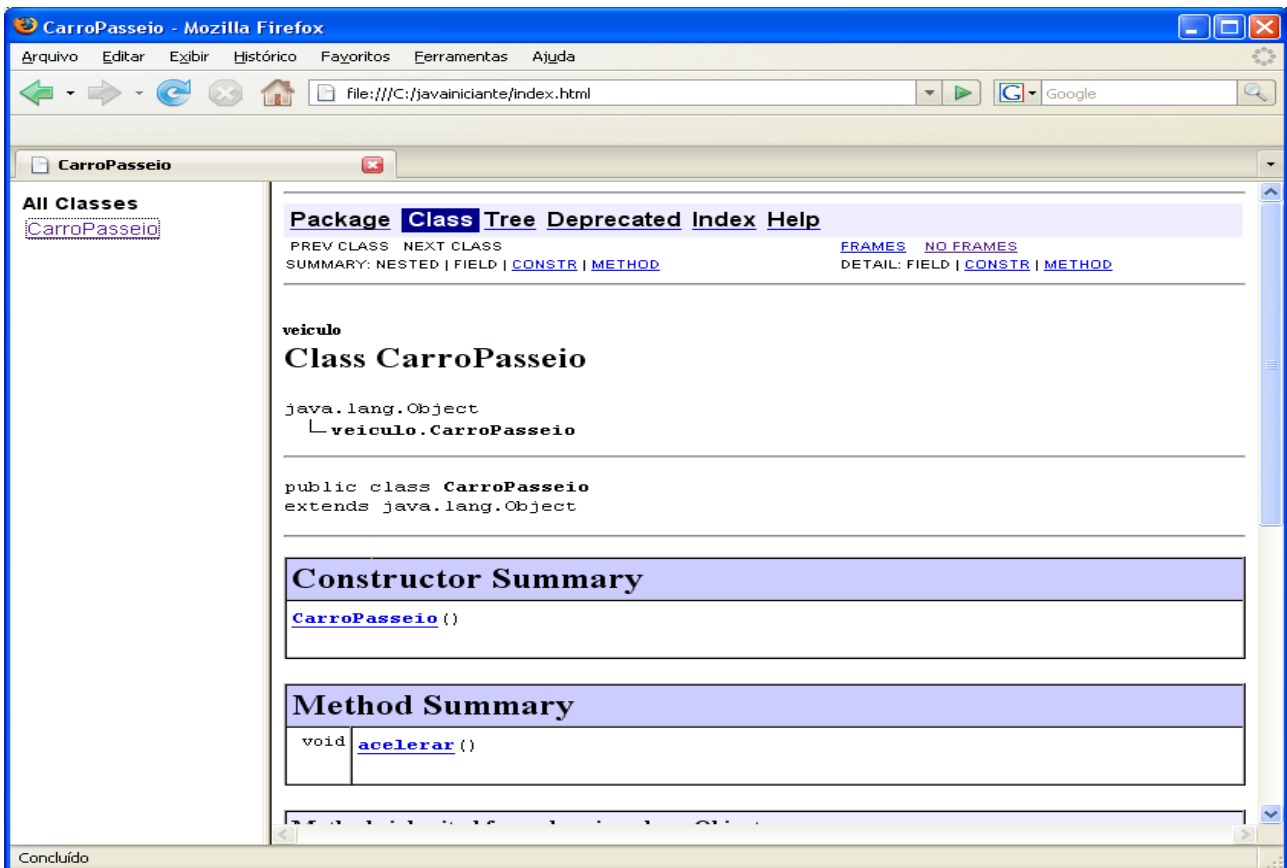 CarroPasseio - Mozilla Firefox
Arquivo Editar Exibir Histórico Favoritos Ferramentas Ajuda
file:///C:/javainiciante/index.html
G Google
CarroPasseio
All Classes
CarroPasseio
Package Class Tree Deprecated Index Help
PREV CLASS NEXT CLASS FRAMES NO FRAMES
SUMMARY: NESTED | FIELD | CONSTR | METHOD DETAIL: FIELD | CONSTR | METHOD
veiculo
Class CarroPasseio
java.lang.Object
veiculo.CarroPasseio
public class CarroPasseio
extends java.lang.Object
Constructor Summary
CarroPasseio()
Method Summary
void acelerar()
Concluído